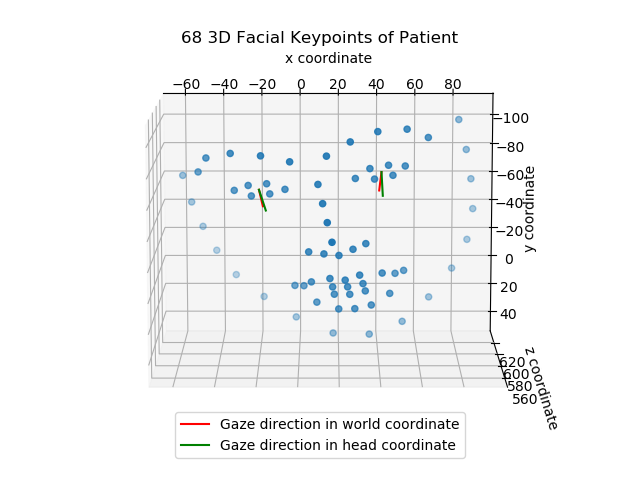 68 3D Facial Keypoints of Patient
x coordinate
−60 −40 −20 0 20 40 60 80
−100
−80
−60
−40
−20
0
20
40
y coordinate
620
600
580
560
z coordinate
Gaze direction in world coordinate
Gaze direction in head coordinate